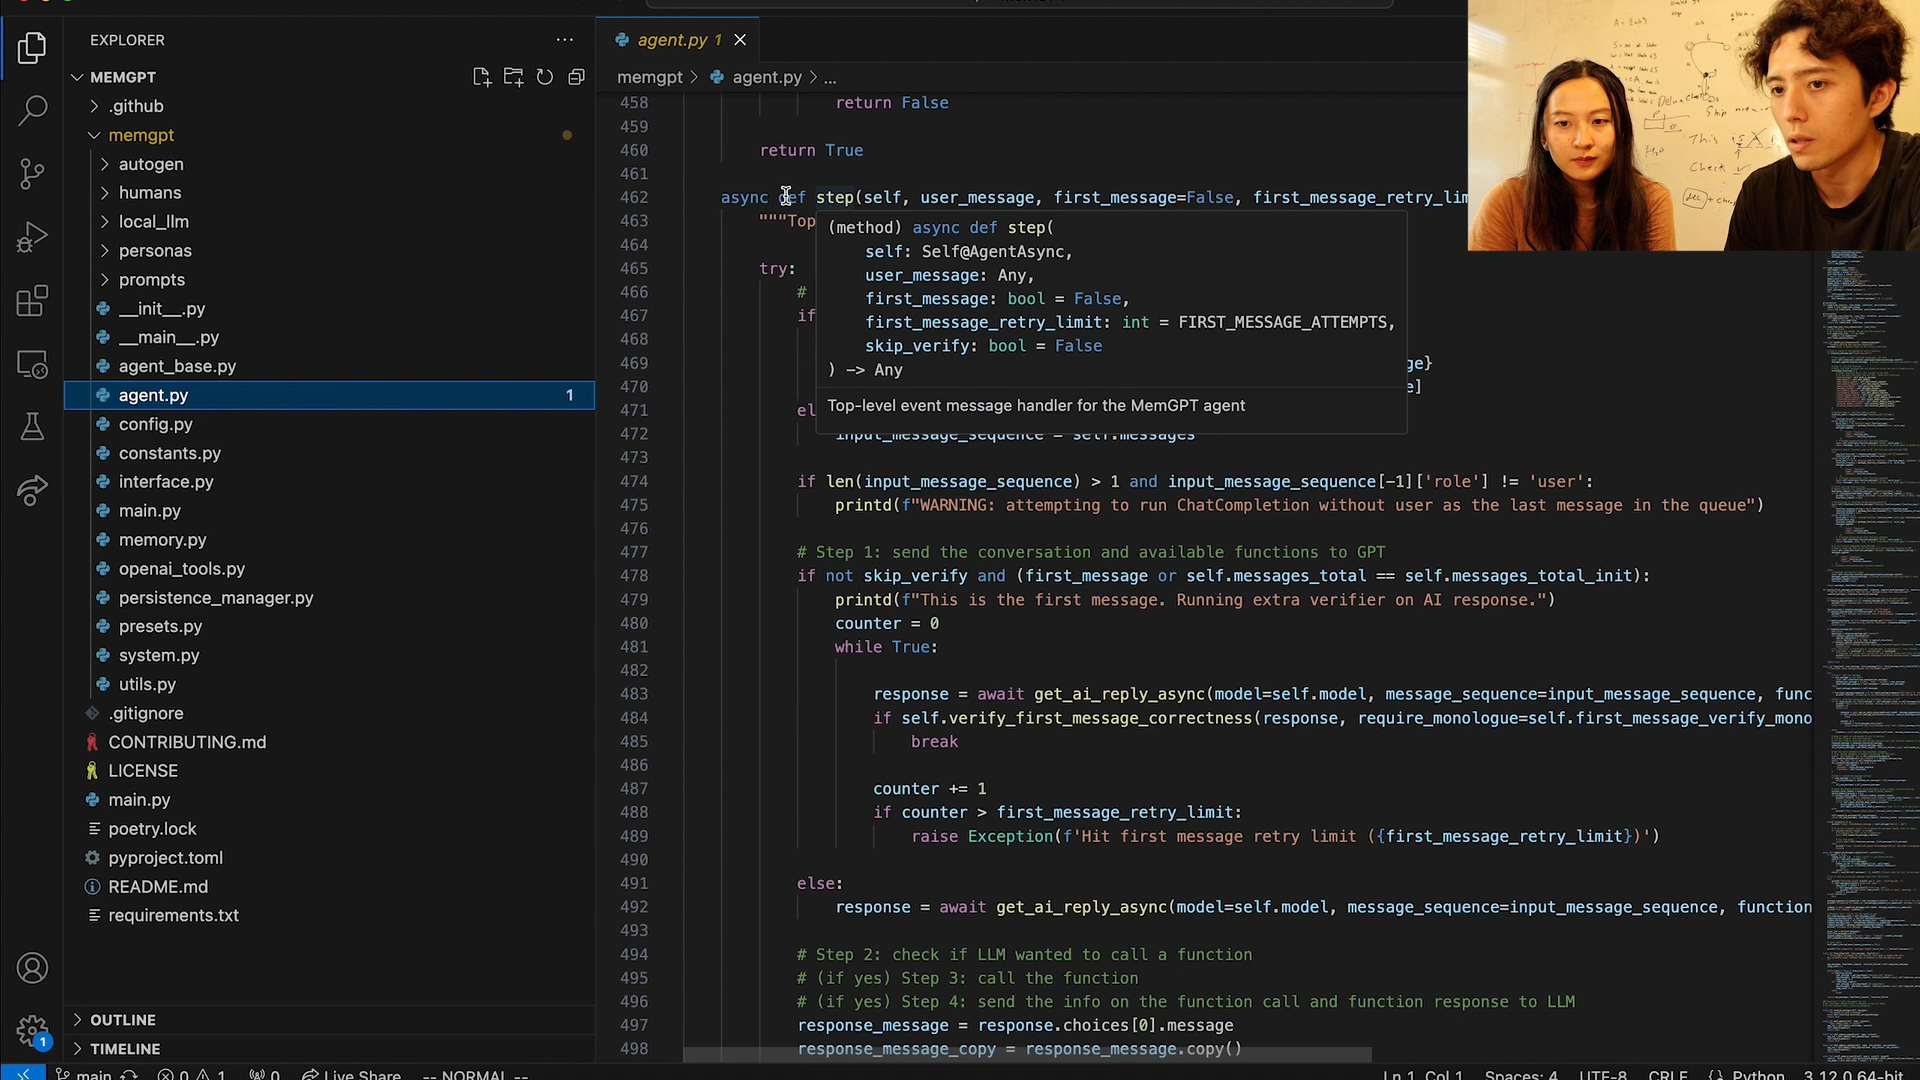 EXPLORER
MEMGPT
.github
memgpt
autogen
humans
local_llm
personas
prompts
__init__.py
__main__.py
agent_base.py
agent.py 1
config.py
constants.py
interface.py
main.py
memory.py
openai_tools.py
persistence_manager.py
presets.py
system.py
utils.py
.gitignore
CONTRIBUTING.md
LICENSE
main.py
poetry.lock
pyproject.toml
README.md
requirements.txt
OUTLINE
TIMELINE
1
agent.py 1
memgpt > agent.py > ...
458 return False
459
460 return True
461
462 async def step(self, user_message, first_message=False, first_message_retry_lim
463 """Top
464
465 try:
466 #
467 if
468
469 ge}
470 e]
471 el
472 input_message_sequence = self.messages
473
474 if len(input_message_sequence) > 1 and input_message_sequence[-1]['role'] != 'user':
475 printd(f"WARNING: attempting to run ChatCompletion without user as the last message in the queue")
476
477 # Step 1: send the conversation and available functions to GPT
478 if not skip_verify and (first_message or self.messages_total == self.messages_total_init):
479 printd(f"This is the first message. Running extra verifier on AI response.")
480 counter = 0
481 while True:
482
483 response = await get_ai_reply_async(model=self.model, message_sequence=input_message_sequence, func
484 if self.verify_first_message_correctness(response, require_monologue=self.first_message_verify_mono
485 break
486
487 counter += 1
488 if counter > first_message_retry_limit:
489 raise Exception(f'Hit first message retry limit ({first_message_retry_limit})')
490
491 else:
492 response = await get_ai_reply_async(model=self.model, message_sequence=input_message_sequence, function
493
494 # Step 2: check if LLM wanted to call a function
495 # (if yes) Step 3: call the function
496 # (if yes) Step 4: send the info on the function call and function response to LLM
497 response_message = response.choices[0].message
498 response_message_copy = response_message.copy()
(method) async def step(
self: Self@AgentAsync,
user_message: Any,
first_message: bool = False,
first_message_retry_limit: int = FIRST_MESSAGE_ATTEMPTS,
skip_verify: bool = False
) -> Any
Top-level event message handler for the MemGPT agent
main 0 1 0 Live Share -- NORMAL -- Ln 1, Col 1 Spaces: 4 UTF-8 CRLF Python 3.12.0 64-bit